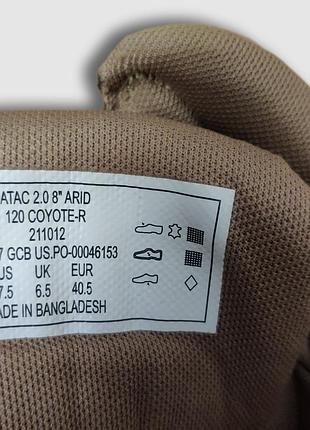 ATAC 2.0 8" ARID
120 COYOTE-R
211012
7 GCB US.PO-00046153
US UK EUR
7.5 6.5 40.5
MADE IN BANGLADESH